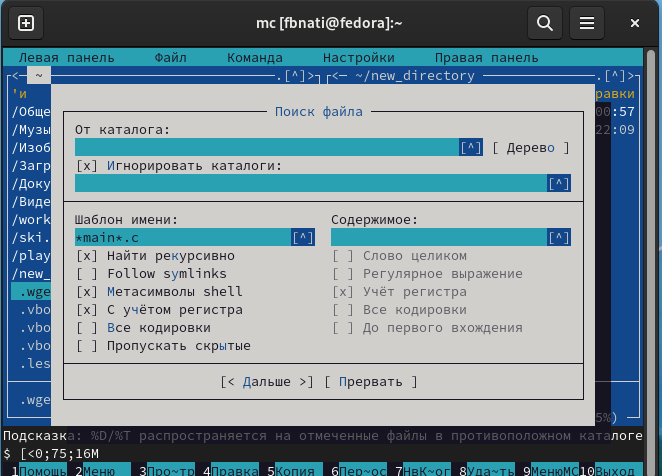 mc [fbnati@fedora]:~
Левая панель Файл Команда Настройки Правая панель
<─ ~ .[^]> <─ ~/new_directory .[^]>
'и равки
/Обще 00:57
/Музы 22:09
/Изоб
/Загр
/Доку
/Виде
/work
/ski.
/play
/new_
.wge
.vbo
.vbo
.vbo
.les
.wge
5%)
Поиск файла
От каталога:
[^] [ Дерево ]
[x] Игнорировать каталоги:
[^]
Шаблон имени: Содержимое:
*main*.c [^] [^]
[x] Найти рекурсивно [ ] Слово целиком
[ ] Follow symlinks [ ] Регулярное выражение
[x] Метасимволы shell [x] Учёт регистра
[x] С учётом регистра [ ] Все кодировки
[ ] Все кодировки [ ] До первого вхождения
[ ] Пропускать скрытые
[< Дальше >] [ Прервать ]
Подсказка: %D/%T распространяется на отмеченные файлы в противоположном каталоге
$ [<0;75;16M
1Помощь 2Меню 3Про~тр 4Правка 5Копия 6Пер~ос 7НвК~ог 8Уда~ть 9МенюMC 10Выход